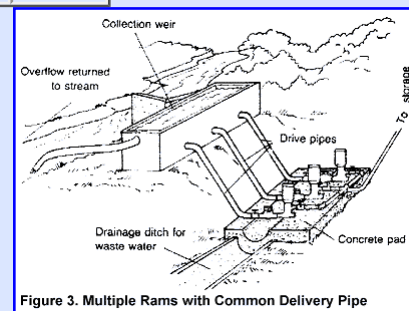 Collection weir
Overflow returned
to stream
To storage
Drive pipes
Drainage ditch for
waste water
Concrete pad
Figure 3. Multiple Rams with Common Delivery Pipe